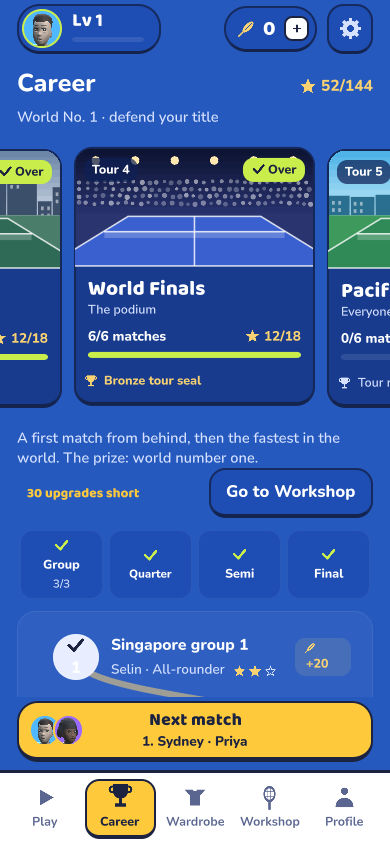 Lv 1
0
+
Career
52/144
World No. 1 · defend your title
Over
Tour 4
Over
Tour 5
World Finals
Pacif
The podium
Everyone
12/18
6/6 matches
12/18
0/6 mat
Bronze tour seal
Tour r
A first match from behind, then the fastest in the
world. The prize: world number one.
30 upgrades short
Go to Workshop
Group
3/3
Quarter
Semi
Final
1
Singapore group 1
Selin · All-rounder
+20
Next match
1. Sydney · Priya
Play
Career
Wardrobe
Workshop
Profile